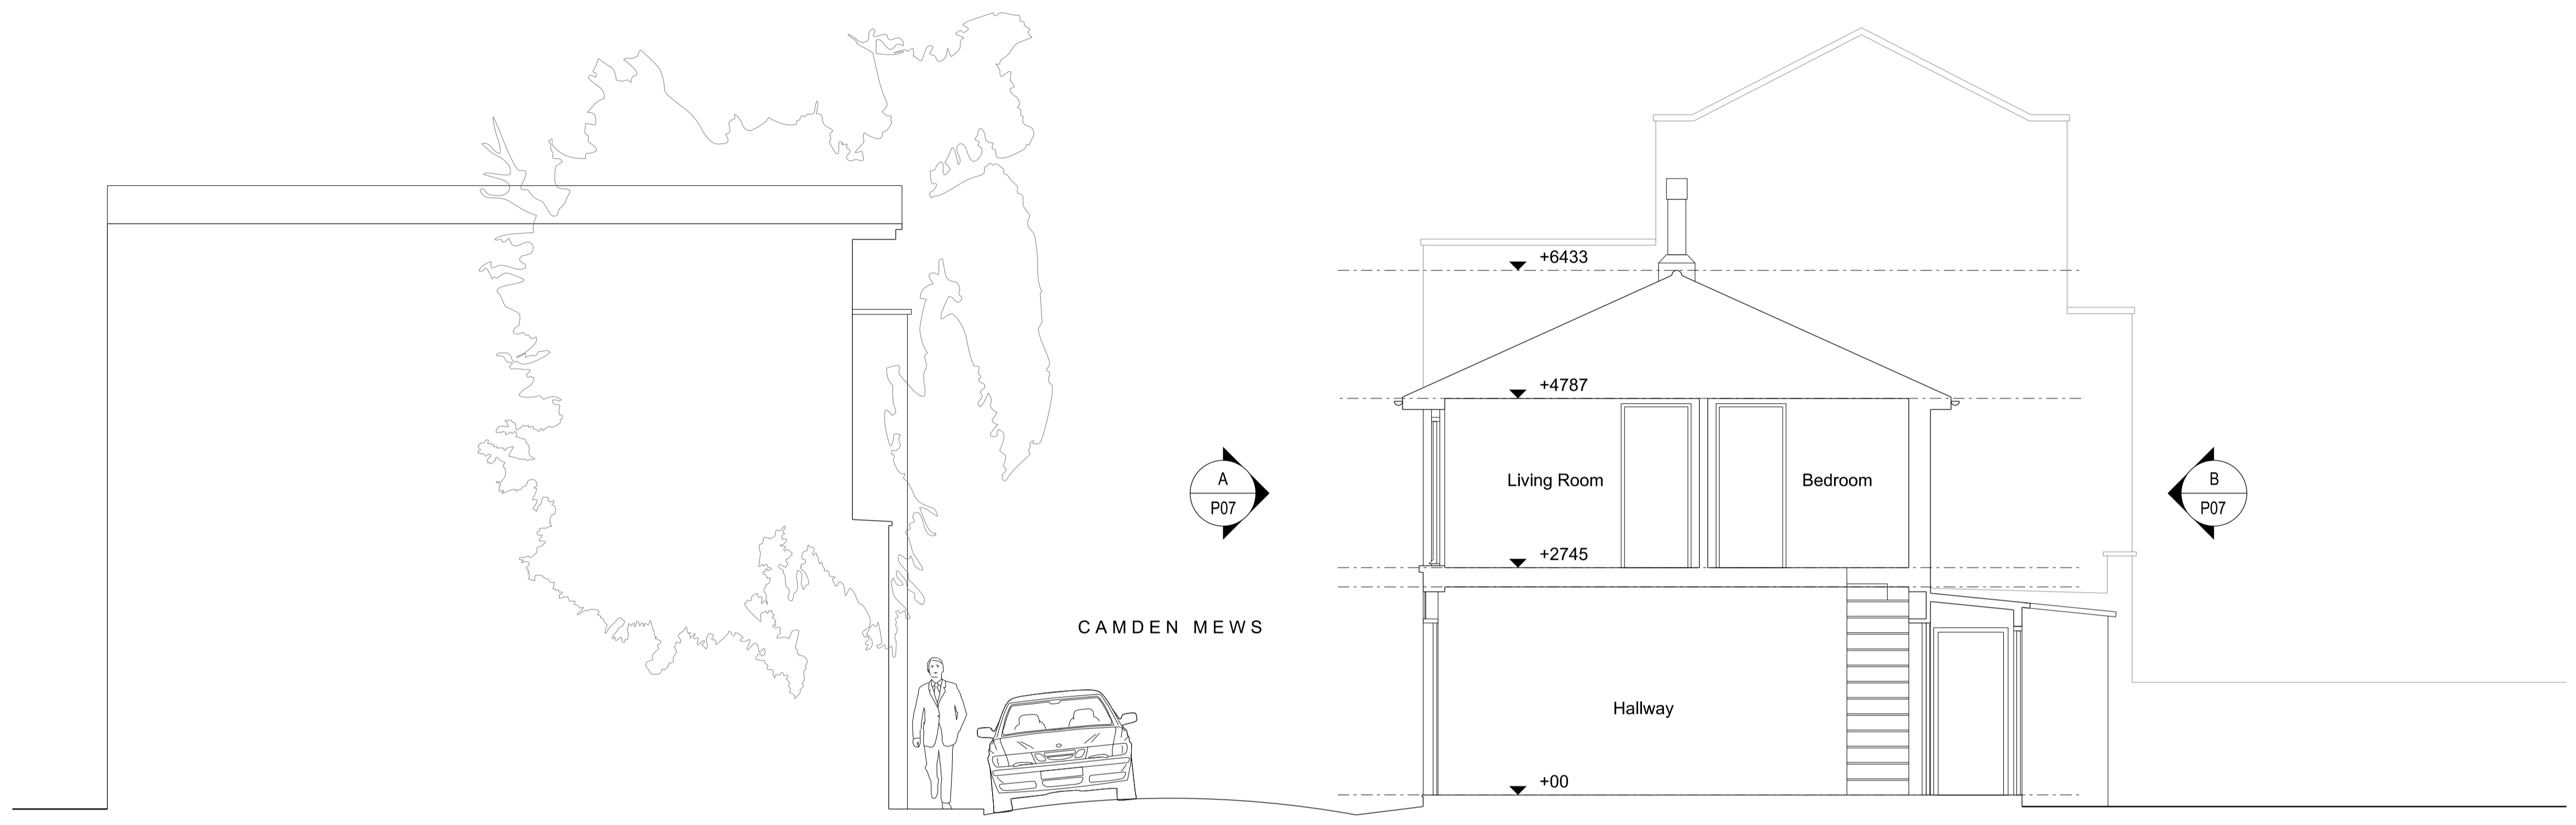 +6433
+4787
A
P07
Living Room
Bedroom
B
P07
+2745
CAMDEN MEWS
Hallway
+00